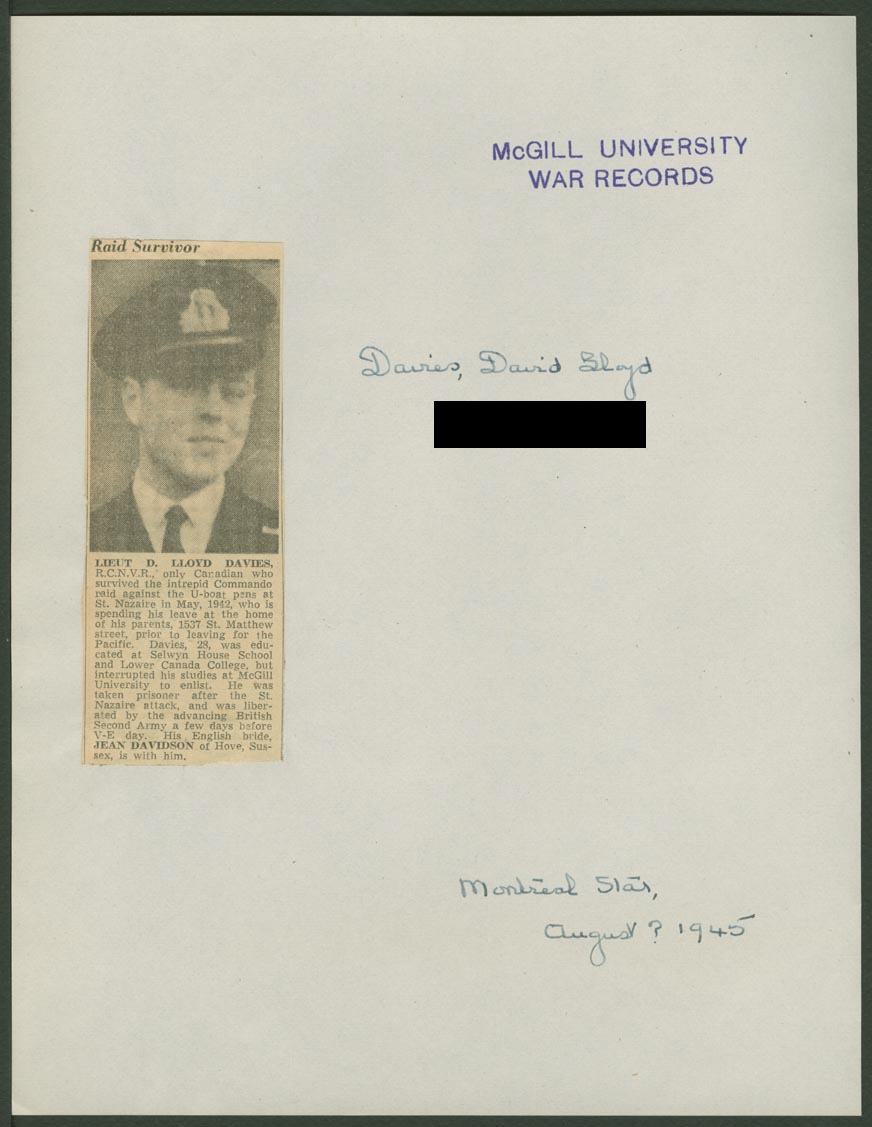 McGILL UNIVERSITY
WAR RECORDS
Raid Survivor
Davies, David Lloyd
LIEUT D. LLOYD DAVIES,
R.C.N.V.R., only Canadian who
survived the intrepid Commando
raid against the U-boat pens at
St. Nazaire in May, 1942, who is
spending his leave at the home
of his parents, 1537 St. Matthew
street, prior to leaving for the
Pacific. Davies, 28, was edu-
cated at Selwyn House School
and Lower Canada College, but
interrupted his studies at McGill
University to enlist. He was
taken prisoner after the St.
Nazaire attack, and was liber-
ated by the advancing British
Second Army a few days before
V-E day. His English bride,
JEAN DAVIDSON of Hove, Sus-
sex, is with him.
Montreal Star,
August ? 1945